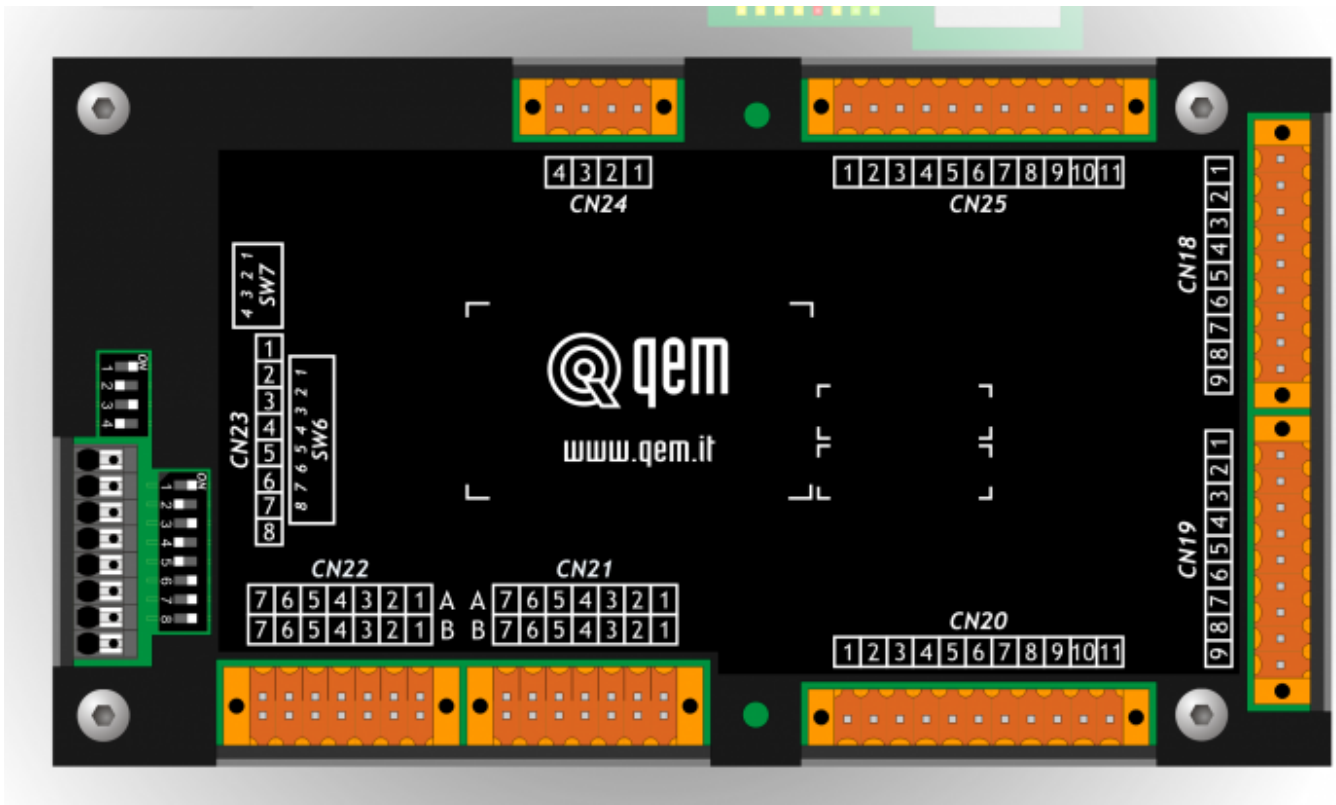 4 3 2 1
CN24
1 2 3 4 5 6 7 8 9 10 11
CN25
1 2 3 4 5 6 7 8 9
CN18
4 3 2 1
SW7
ON
1 2 3 4
1 2 3 4 5 6 7 8
CN23
8 7 6 5 4 3 2 1
SW6
qem
www.qem.it
ON
1 2 3 4 5 6 7 8
1 2 3 4 5 6 7 8 9
CN19
CN22
7 6 5 4 3 2 1 A
7 6 5 4 3 2 1 B
CN21
A 7 6 5 4 3 2 1
B 7 6 5 4 3 2 1
CN20
1 2 3 4 5 6 7 8 9 10 11